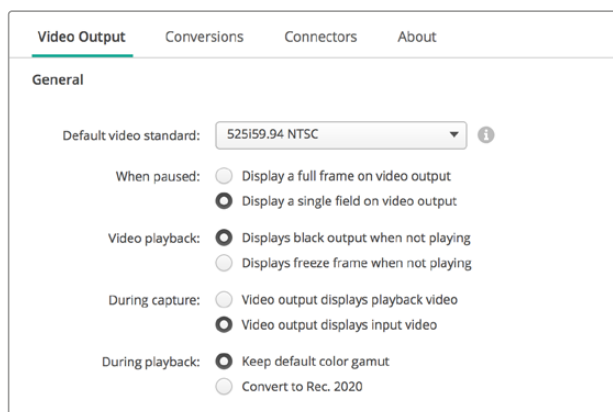 Video Output Conversions Connectors About
General
Default video standard: 525i59.94 NTSC
When paused: Display a full frame on video output
Display a single field on video output
Video playback: Displays black output when not playing
Displays freeze frame when not playing
During capture: Video output displays playback video
Video output displays input video
During playback: Keep default color gamut
Convert to Rec. 2020